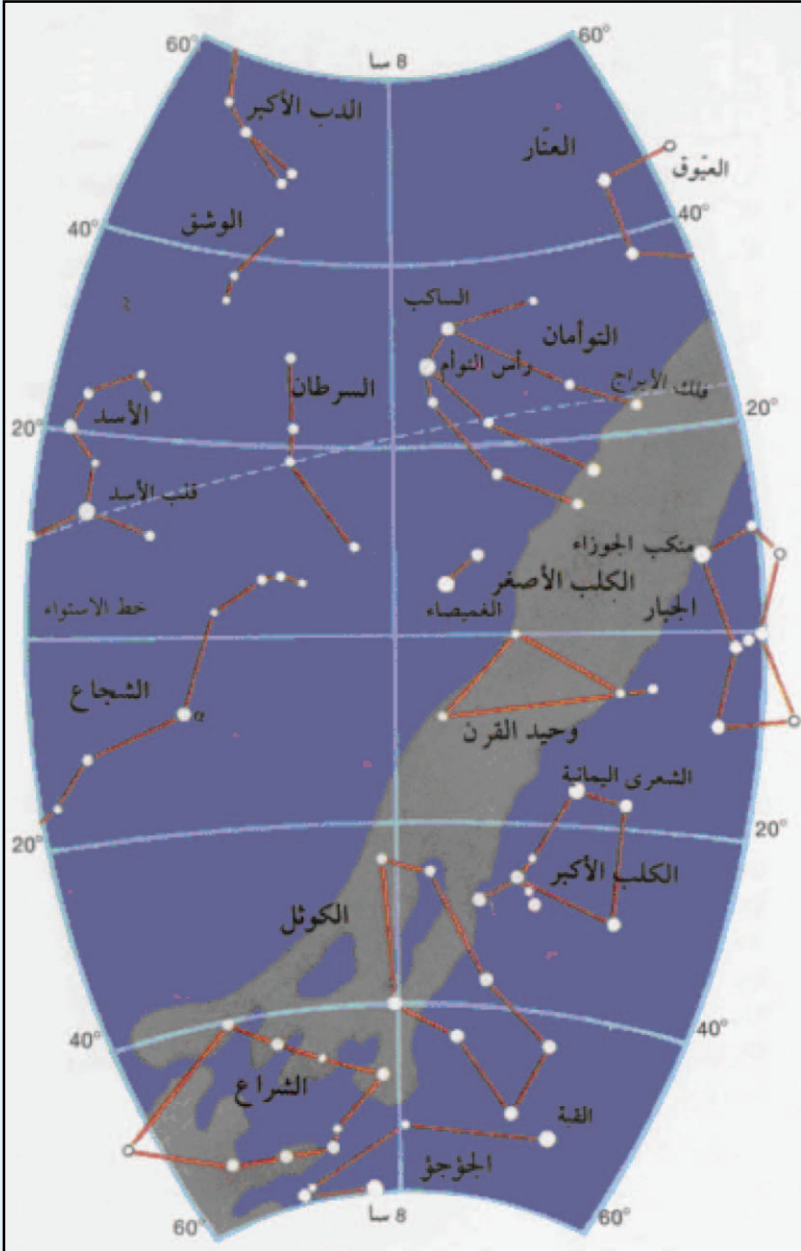 60°
8 سا
60°
الدب الأكبر
العنّار
العيّوق
الوشق
40°
40°
الساكب
التوأمان
رأس التوأم
فلك الأبراج
السرطان
الأسد
20°
20°
قلب الأسد
منكب الجوزاء
الكلب الأصغر
الجبار
خط الاستواء
الغميصاء
الشجاع
α
وحيد القرن
الشعرى اليمانية
20°
20°
الكلب الأكبر
الكوثل
40°
40°
الشراع
القبة
الجؤجؤ
60°
8 سا
60°